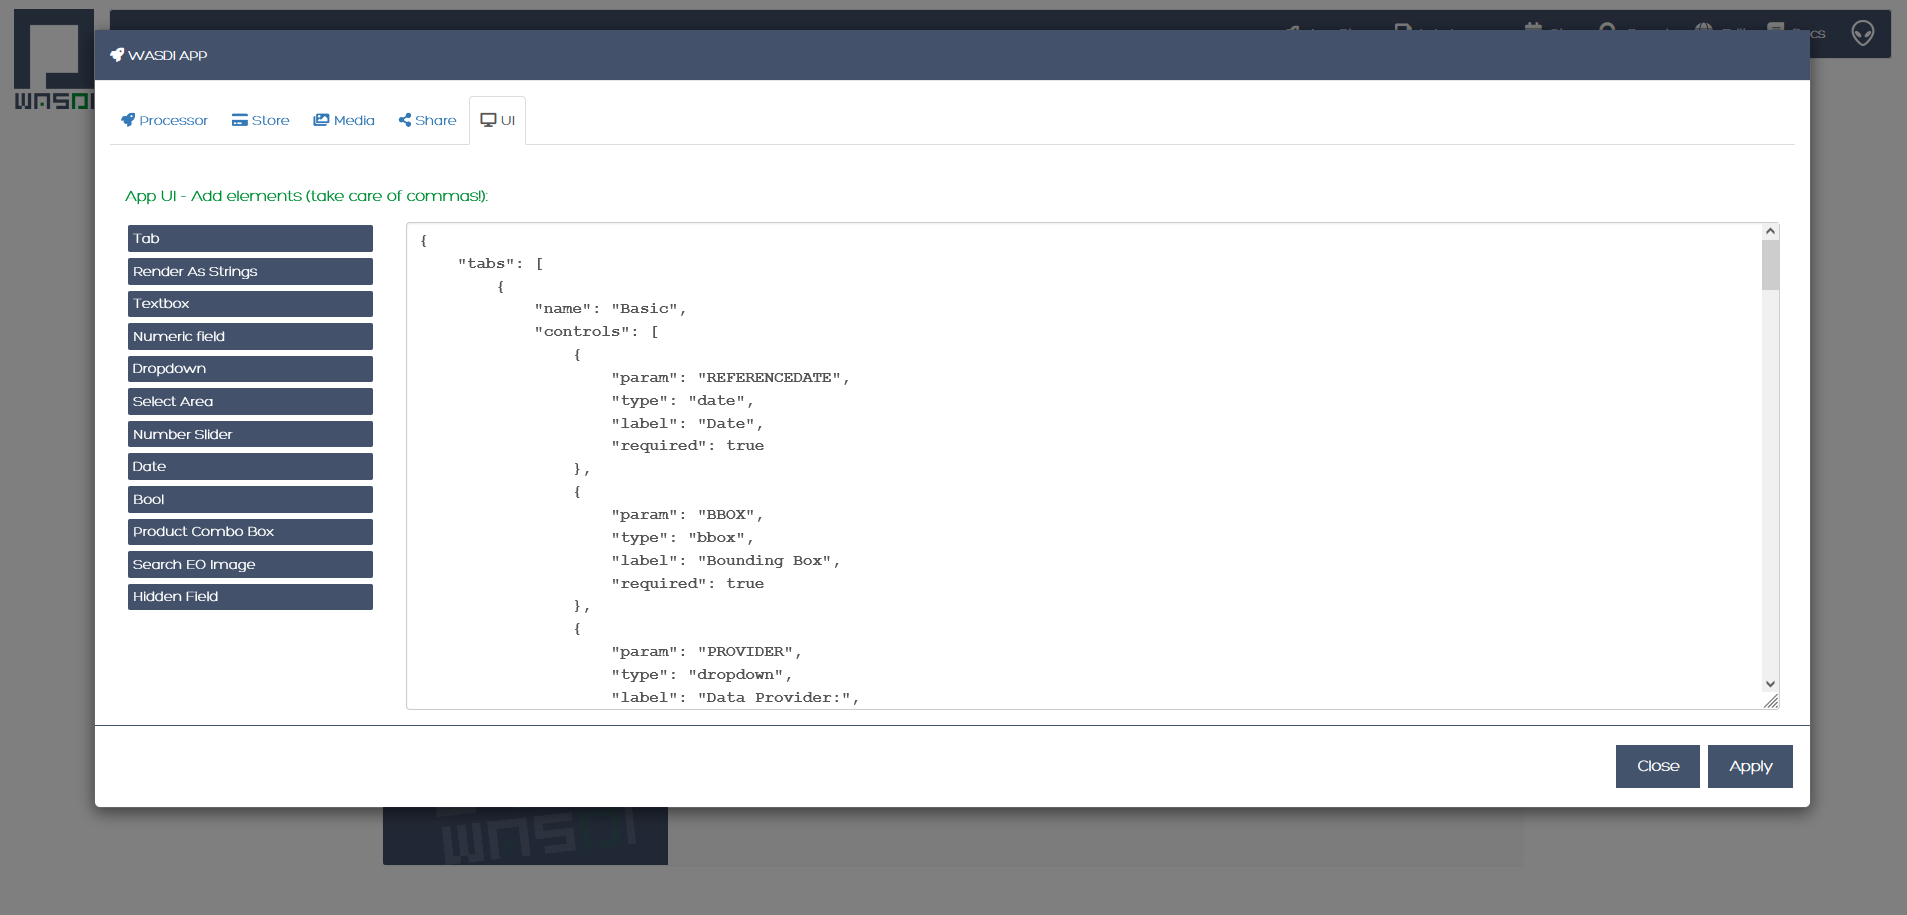 WASDI
WASDI APP
Processor
Store
Media
Share
UI
App UI - Add elements (take care of commas!):
Tab
Render As Strings
Textbox
Numeric field
Dropdown
Select Area
Number Slider
Date
Bool
Product Combo Box
Search EO Image
Hidden Field
{
"tabs": [
{
"name": "Basic",
"controls": [
{
"param": "REFERENCEDATE",
"type": "date",
"label": "Date",
"required": true
},
{
"param": "BBOX",
"type": "bbox",
"label": "Bounding Box",
"required": true
},
{
"param": "PROVIDER",
"type": "dropdown",
"label": "Data Provider:",
Close
Apply
WASDI